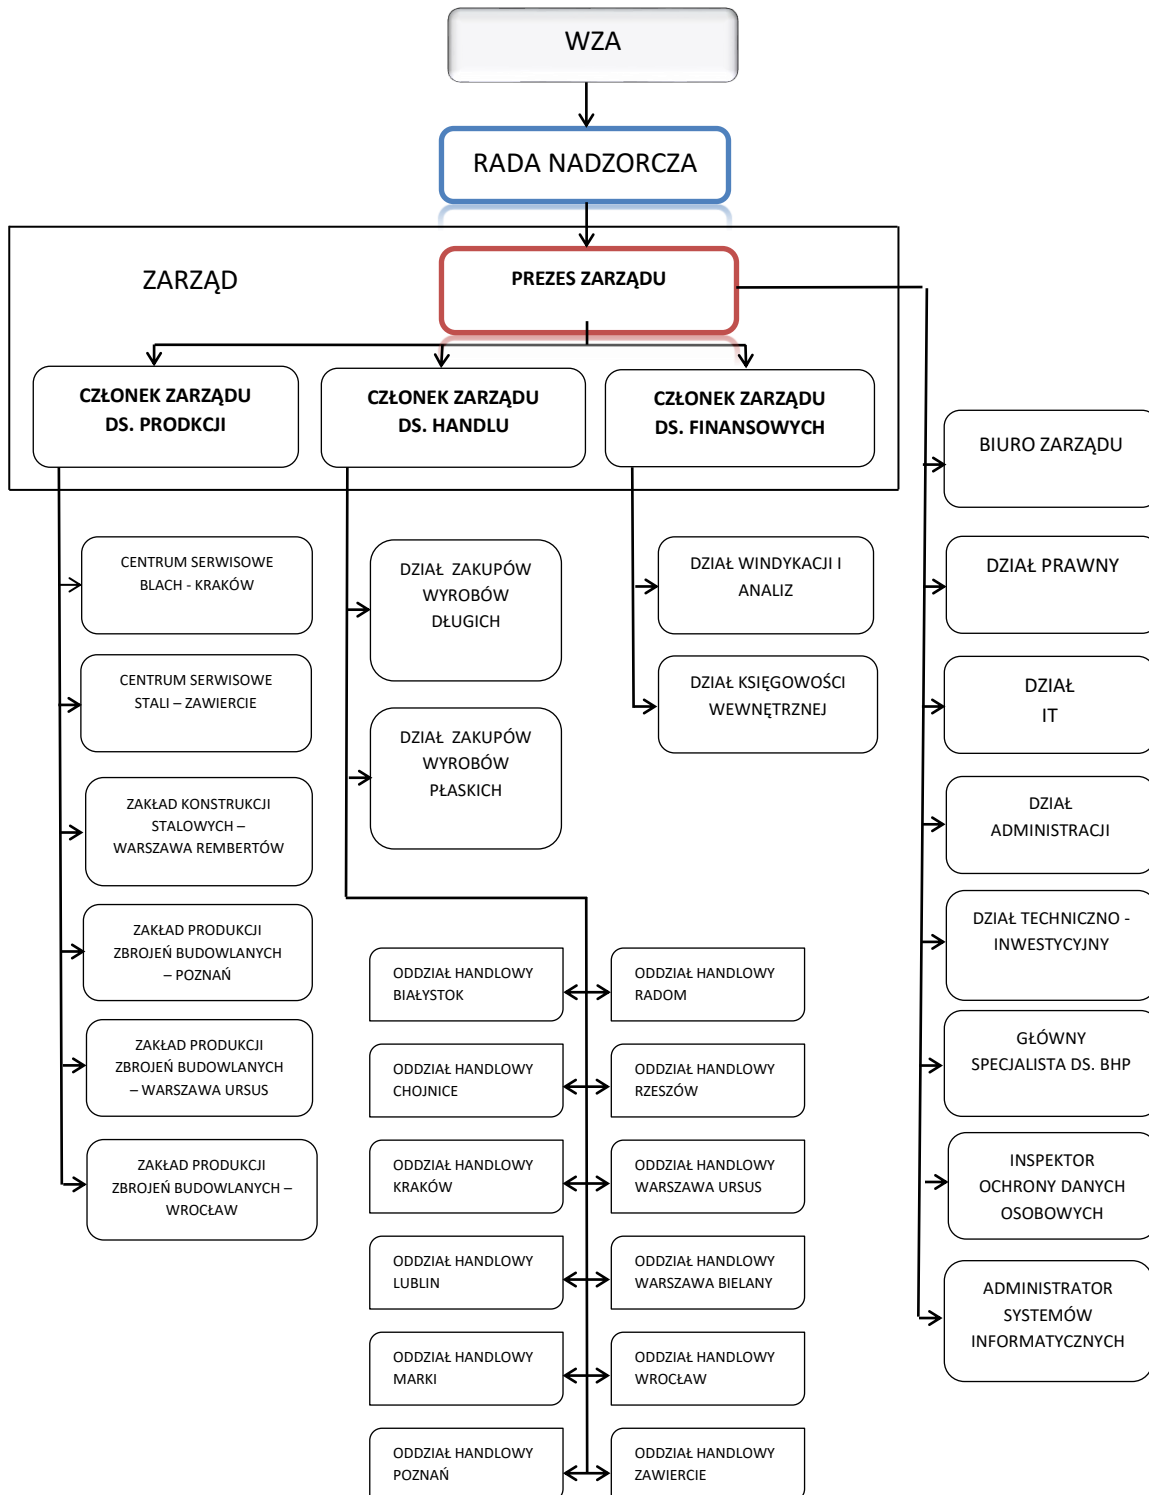 WZA
RADA NADZORCZA
ZARZĄD
PREZES ZARZĄDU
CZŁONEK ZARZĄDU
DS. PRODKCJI
CZŁONEK ZARZĄDU
DS. HANDLU
CZŁONEK ZARZĄDU
DS. FINANSOWYCH
CENTRUM SERWISOWE
BLACH - KRAKÓW
CENTRUM SERWISOWE
STALI – ZAWIERCIE
ZAKŁAD KONSTRUKCJI
STALOWYCH –
WARSZAWA REMBERTÓW
ZAKŁAD PRODUKCJI
ZBROJEŃ BUDOWLANYCH
– POZNAŃ
ZAKŁAD PRODUKCJI
ZBROJEŃ BUDOWLANYCH
– WARSZAWA URSUS
ZAKŁAD PRODUKCJI
ZBROJEŃ BUDOWLANYCH –
WROCŁAW
DZIAŁ ZAKUPÓW
WYROBÓW
DŁUGICH
DZIAŁ ZAKUPÓW
WYROBÓW
PŁASKICH
ODDZIAŁ HANDLOWY
BIAŁYSTOK
ODDZIAŁ HANDLOWY
CHOJNICE
ODDZIAŁ HANDLOWY
KRAKÓW
ODDZIAŁ HANDLOWY
LUBLIN
ODDZIAŁ HANDLOWY
MARKI
ODDZIAŁ HANDLOWY
POZNAŃ
ODDZIAŁ HANDLOWY
RADOM
ODDZIAŁ HANDLOWY
RZESZÓW
ODDZIAŁ HANDLOWY
WARSZAWA URSUS
ODDZIAŁ HANDLOWY
WARSZAWA BIELANY
ODDZIAŁ HANDLOWY
WROCŁAW
ODDZIAŁ HANDLOWY
ZAWIERCIE
DZIAŁ WINDYKACJI I
ANALIZ
DZIAŁ KSIĘGOWOŚCI
WEWNĘTRZNEJ
BIURO ZARZĄDU
DZIAŁ PRAWNY
DZIAŁ
IT
DZIAŁ
ADMINISTRACJI
DZIAŁ TECHNICZNO -
INWESTYCYJNY
GŁÓWNY
SPECJALISTA DS. BHP
INSPEKTOR
OCHRONY DANYCH
OSOBOWYCH
ADMINISTRATOR
SYSTEMÓW
INFORMATYCZNYCH